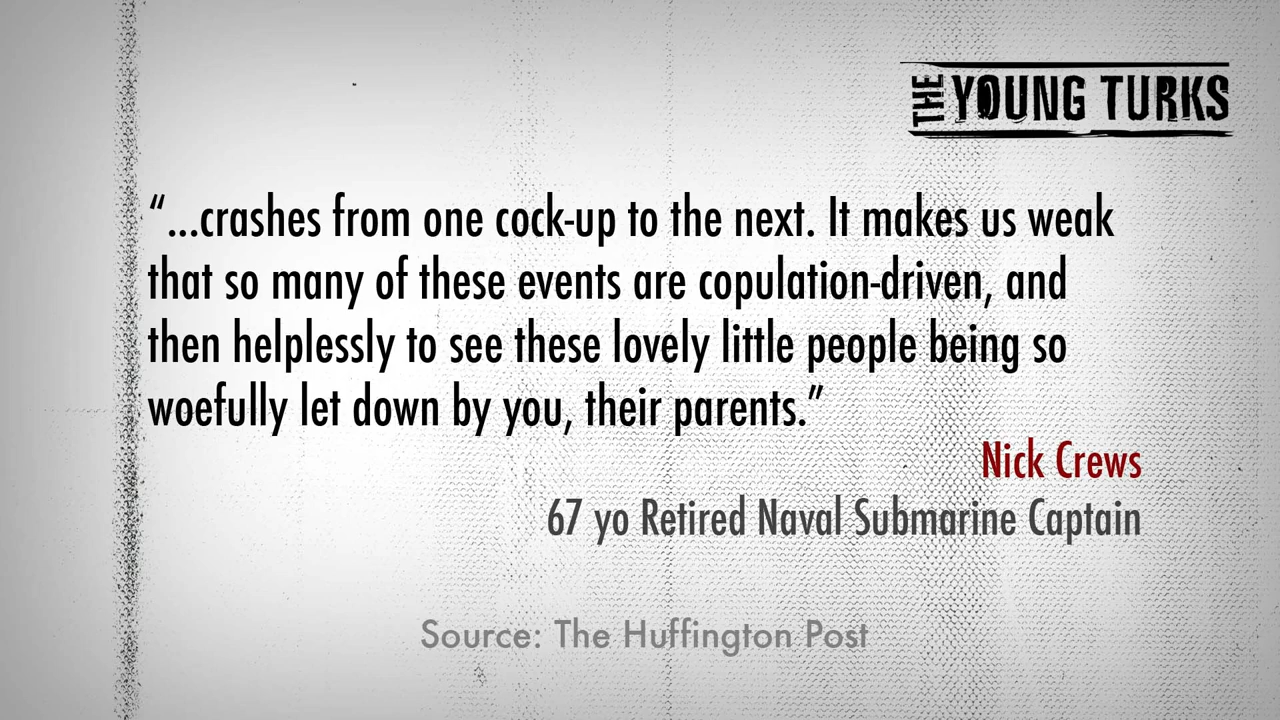 THE YOUNG TURKS
“...crashes from one cock-up to the next. It makes us weak
that so many of these events are copulation-driven, and
then helplessly to see these lovely little people being so
woefully let down by you, their parents.”
Nick Crews
67 yo Retired Naval Submarine Captain
Source: The Huffington Post